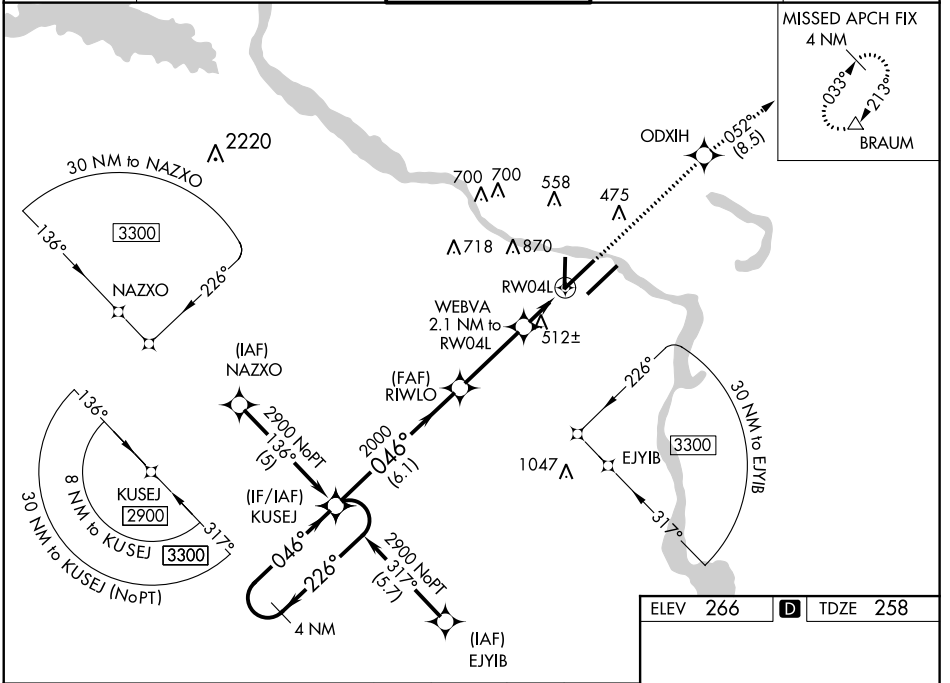 MISSED APCH FIX
4 NM
033°
213°
BRAUM
ODXIH
052°
(8.5)
2220
30 NM to NAZXO
3300
136°
226°
NAZXO
700 700
558
475
718
870
RW04L
WEBVA
2.1 NM to
RW04L
512±
(IAF)
NAZXO
(FAF)
RIWLO
2900 NoPT
136°
(5)
2000
046°
(6.1)
226°
30 NM to EJYIB
3300
EJYIB
1047
317°
136°
KUSEJ
2900
8 NM to KUSEJ
3300
317°
30 NM to KUSEJ (NoPT)
(IF/IAF)
KUSEJ
046°
226°
4 NM
2900 NoPT
317°
(5.7)
(IAF)
EJYIB
ELEV 266 D TDZE 258